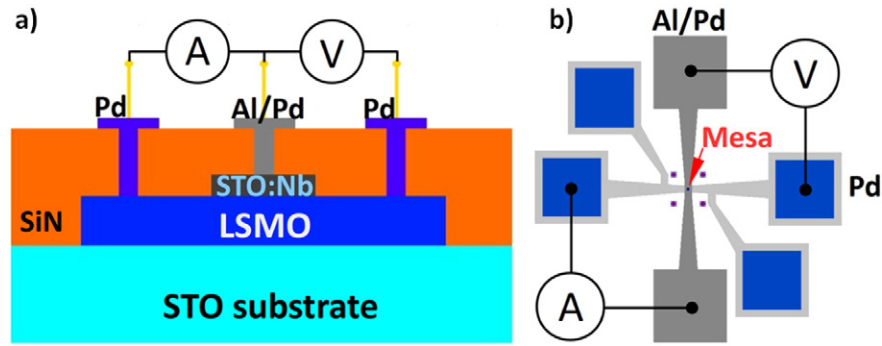 a)
A
V
Pd
Al/Pd
Pd
STO:Nb
SiN
LSMO
STO substrate
b)
Al/Pd
V
Mesa
Pd
A